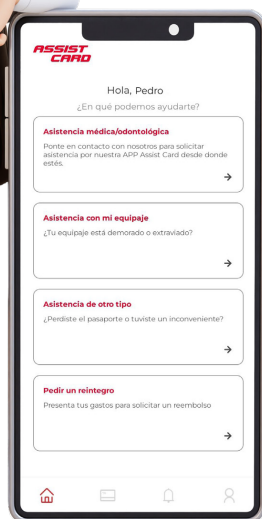 ASSIST
CARD
Hola, Pedro
¿En qué podemos ayudarte?
Asistencia médica/odontológica
Ponte en contacto con nosotros para solicitar
asistencia por nuestra APP Assist Card desde donde
estés.
Asistencia con mi equipaje
¿Tu equipaje está demorado o extraviado?
Asistencia de otro tipo
¿Perdiste el pasaporte o tuviste un inconveniente?
Pedir un reintegro
Presenta tus gastos para solicitar un reembolso